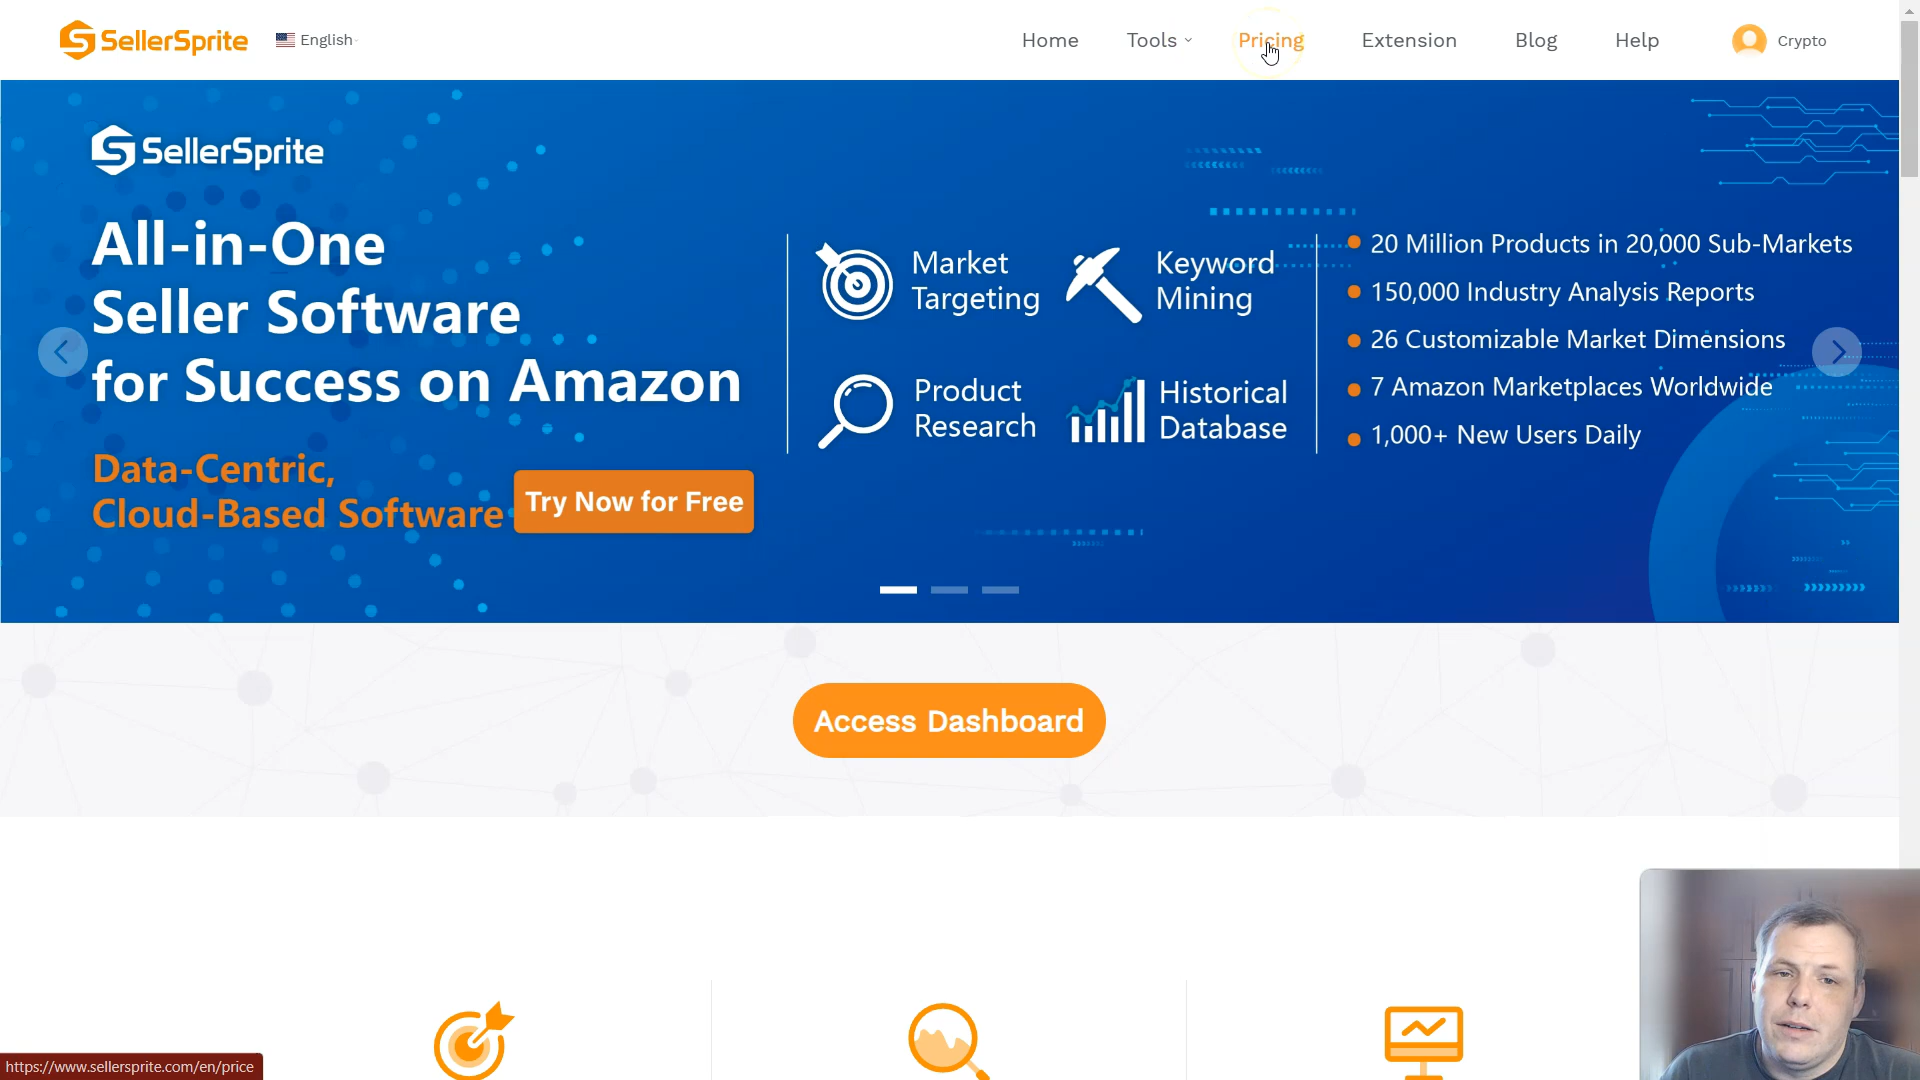 SellerSprite
English
Home
Tools
Pricing
Extension
Blog
Help
Crypto
SellerSprite
All-in-One
Seller Software
for Success on Amazon
Data-Centric,
Cloud-Based Software
Try Now for Free
Market
Targeting
Keyword
Mining
Product
Research
Historical
Database
20 Million Products in 20,000 Sub-Markets
150,000 Industry Analysis Reports
26 Customizable Market Dimensions
7 Amazon Marketplaces Worldwide
1,000+ New Users Daily
Access Dashboard
https://www.sellersprite.com/en/price